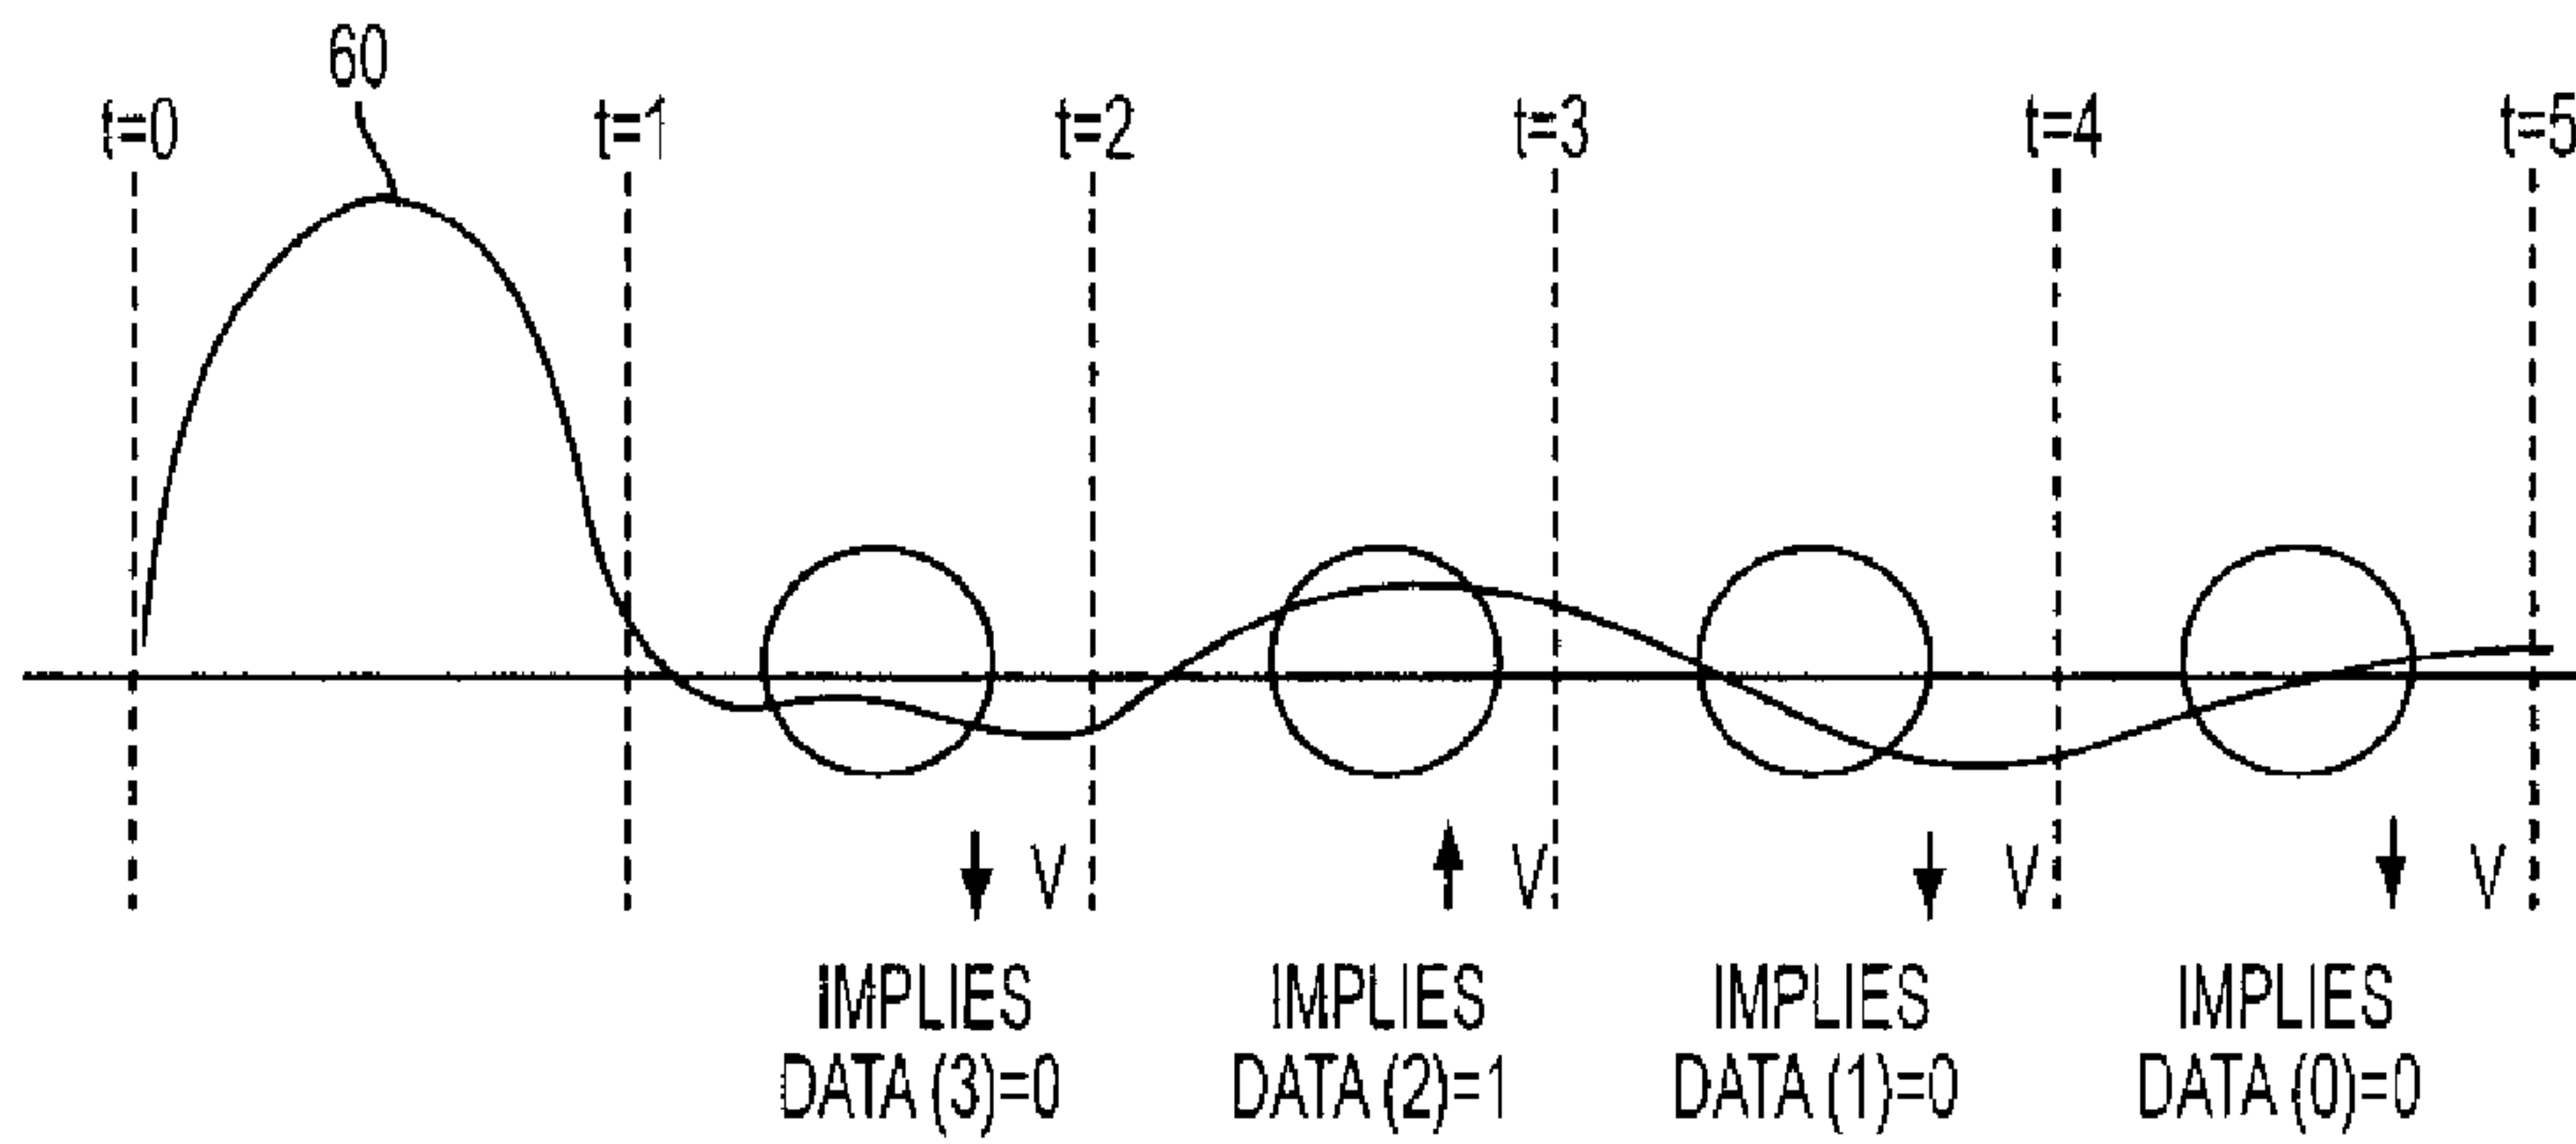 60
t=0 t=1 t=2 t=3 t=4 t=5
V V V V
IMPLIES IMPLIES IMPLIES IMPLIES
DATA (3)=0 DATA (2)=1 DATA (1)=0 DATA (0)=0